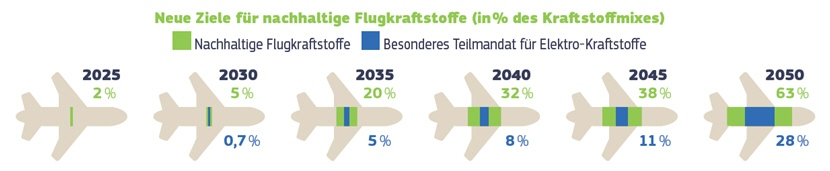 Neue Ziele für nachhaltige Flugkraftstoffe (in % des Kraftstoffmixes)
Nachhaltige Flugkraftstoffe Besonderes Teilmandat für Elektro-Kraftstoffe
2025 2030 2035 2040 2045 2050
2 % 5 % 20 % 32 % 38 % 63 %
0,7 % 5 % 8 % 11 % 28 %